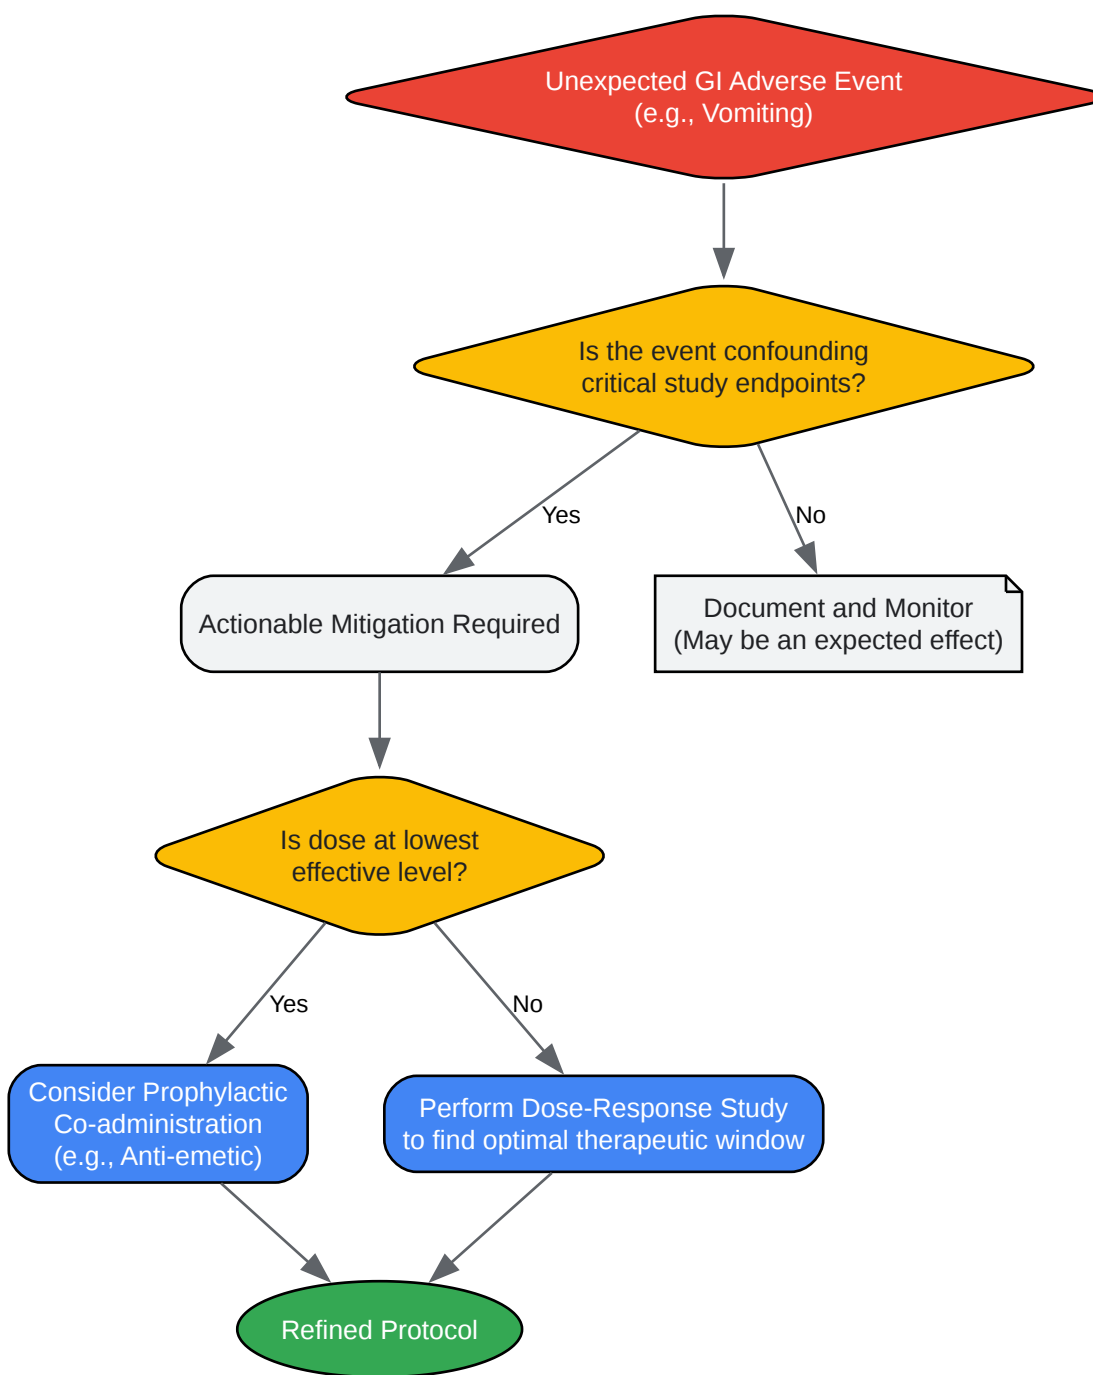 Unexpected GI Adverse Event
(e.g., Vomiting)
Is the event confounding
critical study endpoints?
Yes
No
Actionable Mitigation Required
Document and Monitor
(May be an expected effect)
Is dose at lowest
effective level?
Yes
No
Consider Prophylactic
Co-administration
(e.g., Anti-emetic)
Perform Dose-Response Study
to find optimal therapeutic window
Refined Protocol